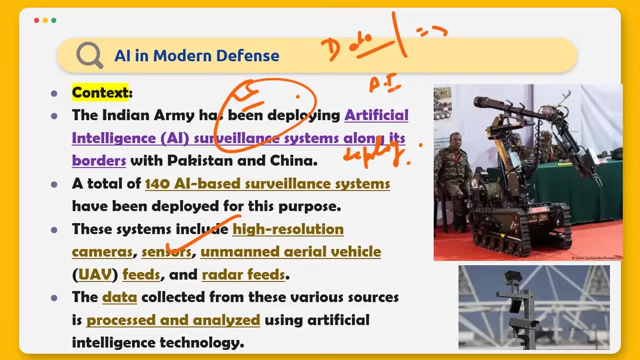 AI in Modern Defense
Data
A.I
Context:
The Indian Army has been deploying Artificial
Intelligence (AI) surveillance systems along its
borders with Pakistan and China.
deploy
A total of 140 AI-based surveillance systems
have been deployed for this purpose.
These systems include high-resolution
cameras, sensors, unmanned aerial vehicle
(UAV) feeds, and radar feeds.
The data collected from these various sources
is processed and analyzed using artificial
intelligence technology.